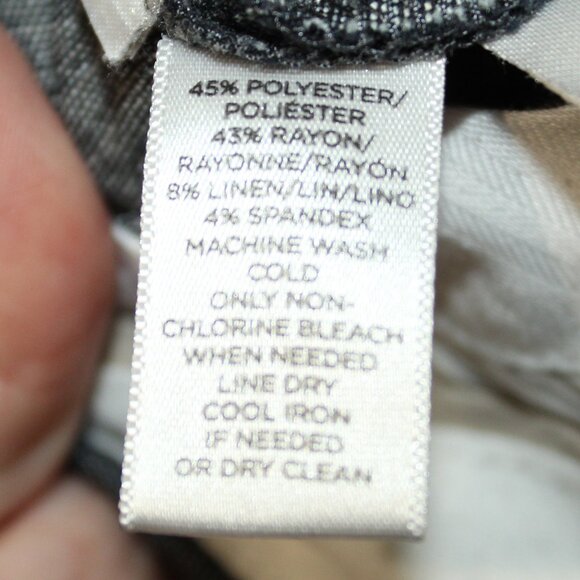 45% POLYESTER/
POLIÉSTER
43% RAYON/
RAYONNE/RAYÓN
8% LINEN/LIN/LINO
4% SPANDEX
MACHINE WASH
COLD
ONLY NON-
CHLORINE BLEACH
WHEN NEEDED
LINE DRY
COOL IRON
IF NEEDED
OR DRY CLEAN